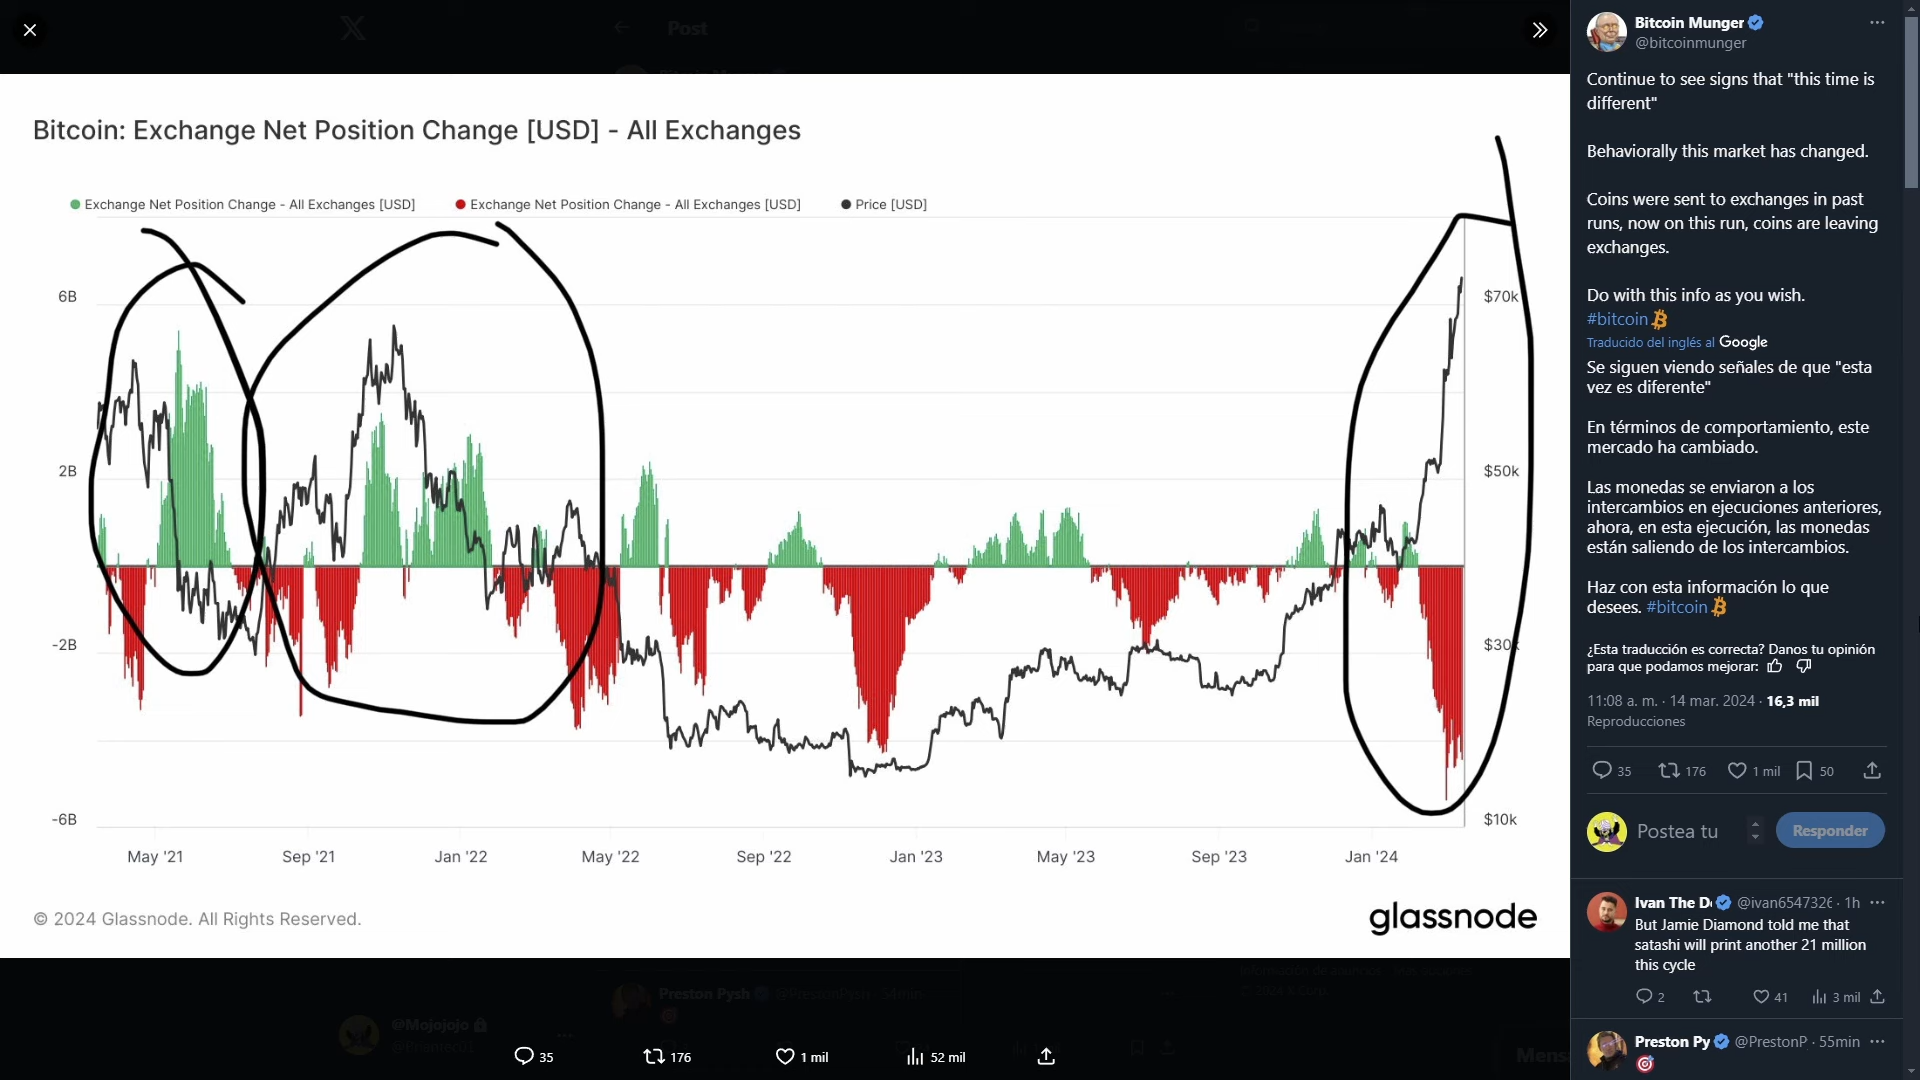 Post
Bitcoin: Exchange Net Position Change [USD] - All Exchanges
Exchange Net Position Change - All Exchanges [USD]
Exchange Net Position Change - All Exchanges [USD]
Price [USD]
6B
2B
-2B
-6B
$70k
$50k
$30k
$10k
May '21
Sep '21
Jan '22
May '22
Sep '22
Jan '23
May '23
Sep '23
Jan '24
© 2024 Glassnode. All Rights Reserved.
glassnode
Preston Pysh
@Mojojojo
35
176
1 mil
52 mil
Bitcoin Munger
@bitcoinmunger
Continue to see signs that "this time is
different"
Behaviorally this market has changed.
Coins were sent to exchanges in past
runs, now on this run, coins are leaving
exchanges.
Do with this info as you wish.
#bitcoin
Traducido del inglés al Google
Se siguen viendo señales de que "esta
vez es diferente"
En términos de comportamiento, este
mercado ha cambiado.
Las monedas se enviaron a los
intercambios en ejecuciones anteriores,
ahora, en esta ejecución, las monedas
están saliendo de los intercambios.
Haz con esta información lo que
desees. #bitcoin
¿Esta traducción es correcta? Danos tu opinión
para que podamos mejorar:
11:08 a. m. · 14 mar. 2024 · 16,3 mil
Reproducciones
35
176
1 mil
50
Postea tu
Responder
Ivan The D @ivan6547326 · 1h
But Jamie Diamond told me that
satashi will print another 21 million
this cycle
2
41
3 mil
Preston Py @PrestonP · 55min